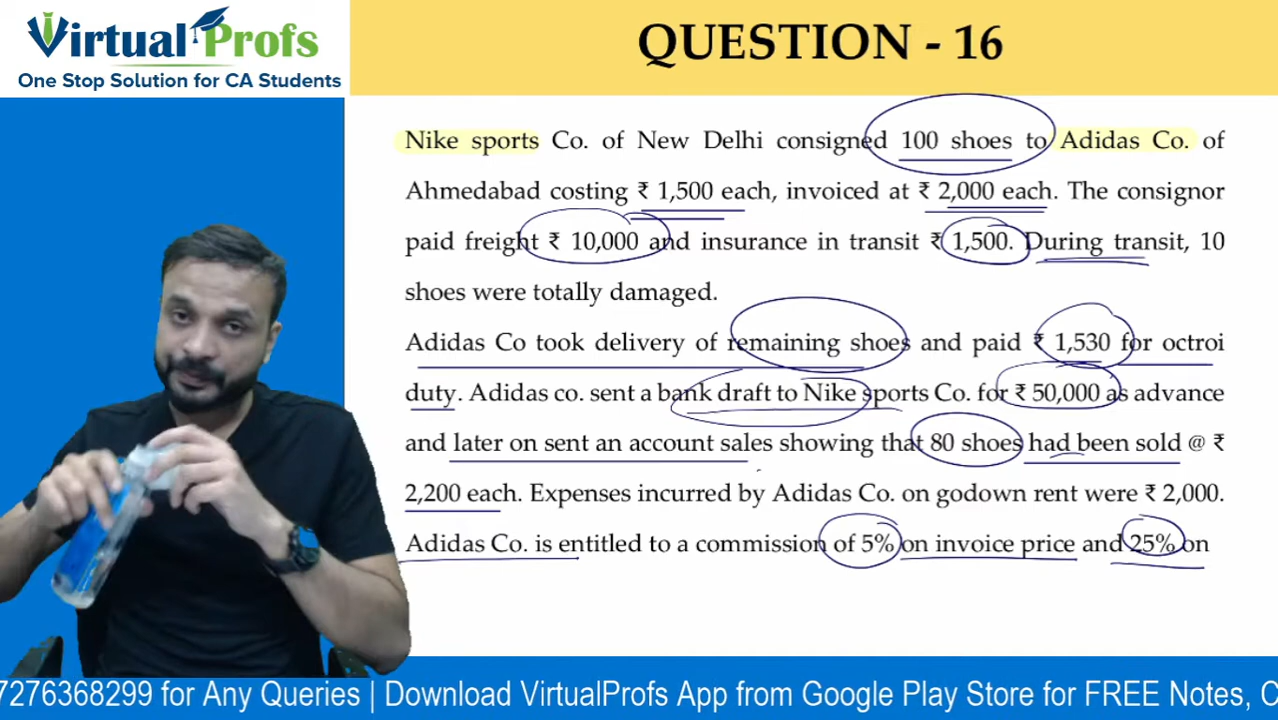 Virtual Profs
One Stop Solution for CA Students
QUESTION - 16
Nike sports Co. of New Delhi consigned 100 shoes to Adidas Co. of
Ahmedabad costing ₹ 1,500 each, invoiced at ₹ 2,000 each. The consignor
paid freight ₹ 10,000 and insurance in transit ₹ 1,500. During transit, 10
shoes were totally damaged.
Adidas Co took delivery of remaining shoes and paid ₹ 1,530 for octroi
duty. Adidas co. sent a bank draft to Nike sports Co. for ₹ 50,000 as advance
and later on sent an account sales showing that 80 shoes had been sold @ ₹
2,200 each. Expenses incurred by Adidas Co. on godown rent were ₹ 2,000.
Adidas Co. is entitled to a commission of 5% on invoice price and 25% on
7276368299 for Any Queries | Download VirtualProfs App from Google Play Store for FREE Notes, C